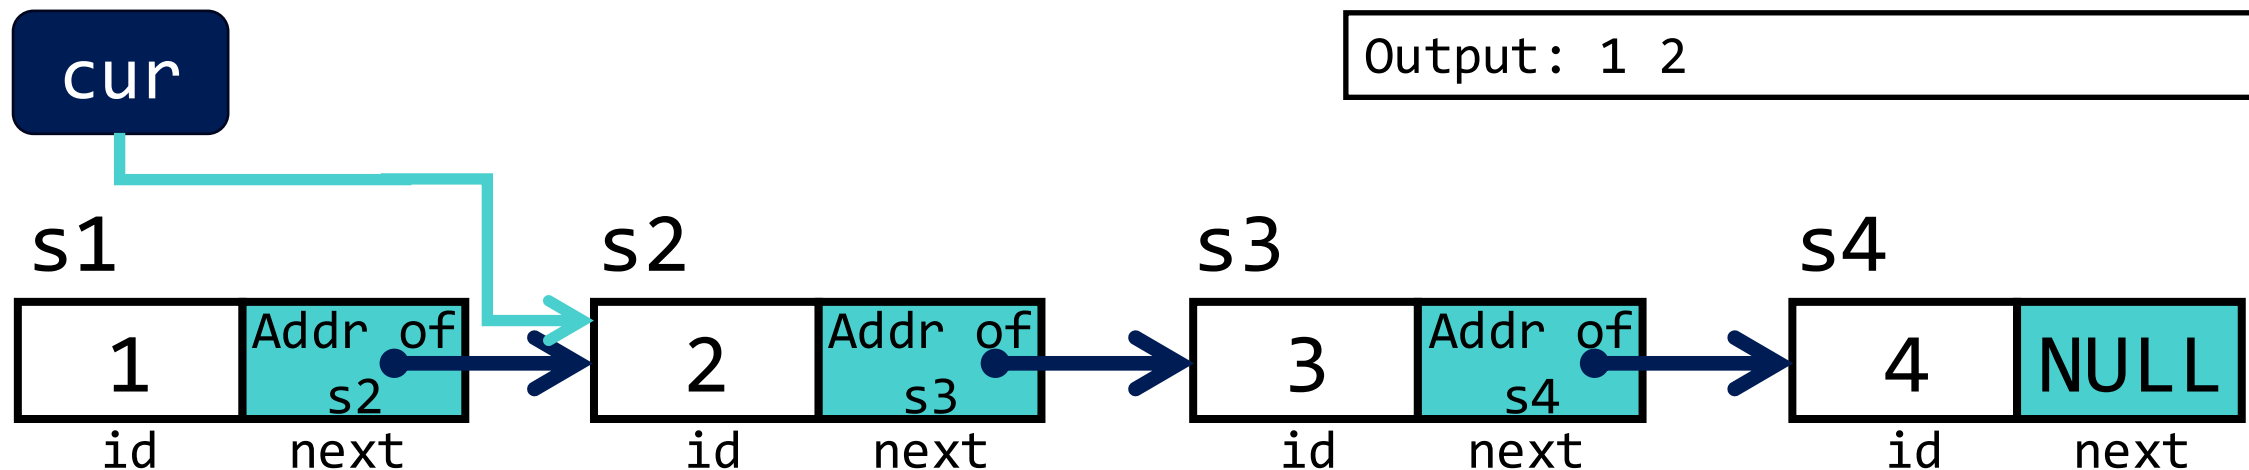 cur
Output: 1 2
s1
s2
s3
s4
1
Addr of
s2
2
Addr of
s3
3
Addr of
s4
4
NULL
id
next
id
next
id
next
id
next